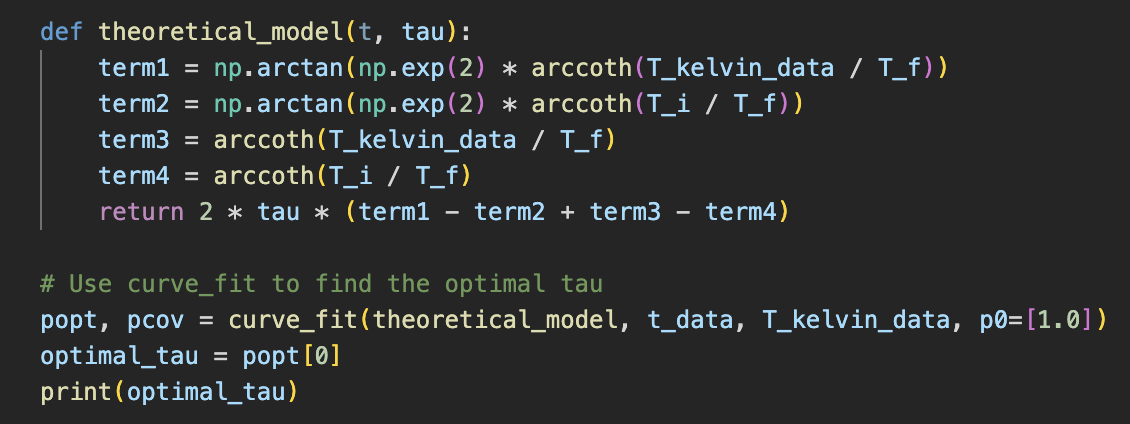 def theoretical_model(t, tau):
    term1 = np.arctan(np.exp(2) * arccoth(T_kelvin_data / T_f))
    term2 = np.arctan(np.exp(2) * arccoth(T_i / T_f))
    term3 = arccoth(T_kelvin_data / T_f)
    term4 = arccoth(T_i / T_f)
    return 2 * tau * (term1 - term2 + term3 - term4)
# Use curve_fit to find the optimal tau
popt, pcov = curve_fit(theoretical_model, t_data, T_kelvin_data, p0=[1.0])
optimal_tau = popt[0]
print(optimal_tau)